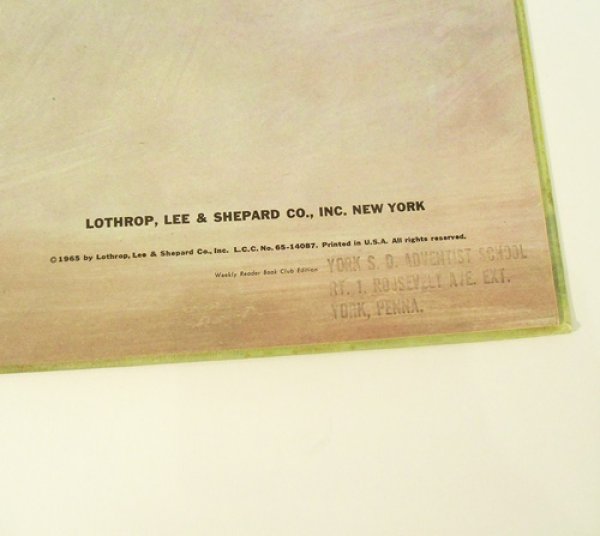 LOTHROP, LEE & SHEPARD CO., INC. NEW YORK
©1965 by Lothrop, Lee & Shepard Co., Inc. L.C.C. No. 65-14087. Printed in U.S.A. All rights reserved.
Weekly Reader Book Club Edition
YORK S. D. ADVENTIST SCHOOL
RT. 1. ROOSEVELT AVE. EXT.
YORK, PENNA.